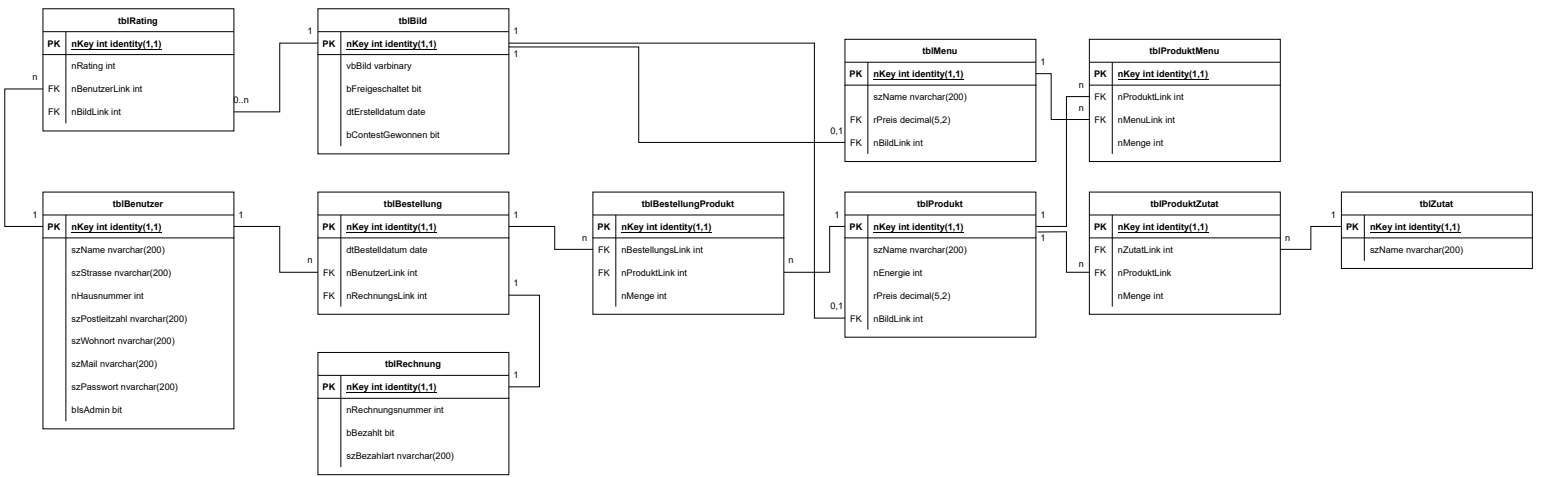 tblRating
PK nKey int identity(1,1)
nRating int
FK nBenutzerLink int
FK nBildLink int
n
0..n
tblBild
1
1
1
PK nKey int identity(1,1)
vbBild varbinary
bFreigeschaltet bit
dtErstelldatum date
bContestGewonnen bit
tblMenu
PK nKey int identity(1,1)
szName nvarchar(200)
FK rPreis decimal(5,2)
FK nBildLink int
1
0,1
tblProduktMenu
PK nKey int identity(1,1)
FK nProduktLink int
FK nMenuLink int
nMenge int
n
n
tblBenutzer
1
1
PK nKey int identity(1,1)
szName nvarchar(200)
szStrasse nvarchar(200)
nHausnummer int
szPostleitzahl nvarchar(200)
szWohnort nvarchar(200)
szMail nvarchar(200)
szPasswort nvarchar(200)
bIsAdmin bit
tblBestellung
1
PK nKey int identity(1,1)
dtBestelldatum date
FK nBenutzerLink int
FK nRechnungsLink int
n
1
tblBestellungProdukt
PK nKey int identity(1,1)
FK nBestellungsLink int
FK nProduktLink int
nMenge int
n
n
tblProdukt
1
1
1
PK nKey int identity(1,1)
szName nvarchar(200)
nEnergie int
rPreis decimal(5,2)
FK nBildLink int
0,1
tblProduktZutat
PK nKey int identity(1,1)
FK nZutatLink int
FK nProduktLink
nMenge int
n
n
tblZutat
1
PK nKey int identity(1,1)
szName nvarchar(200)
tblRechnung
1
PK nKey int identity(1,1)
nRechnungsnummer int
bBezahlt bit
szBezahlart nvarchar(200)